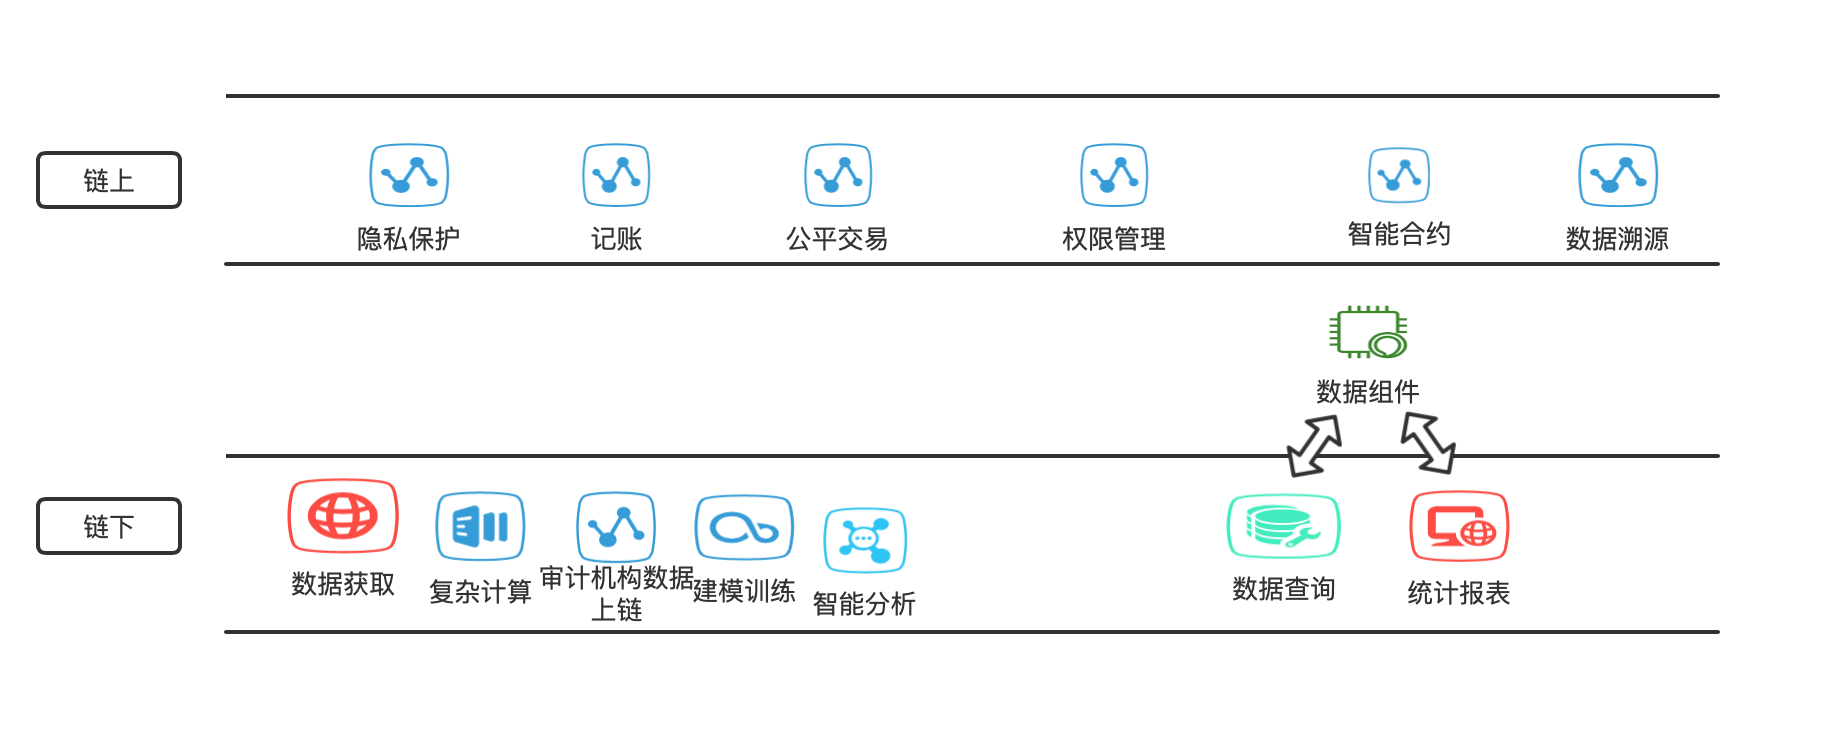 链上
隐私保护
记账
公平交易
权限管理
智能合约
数据溯源
数据组件
链下
数据获取
复杂计算
审计机构数据
上链
建模训练
智能分析
数据查询
统计报表